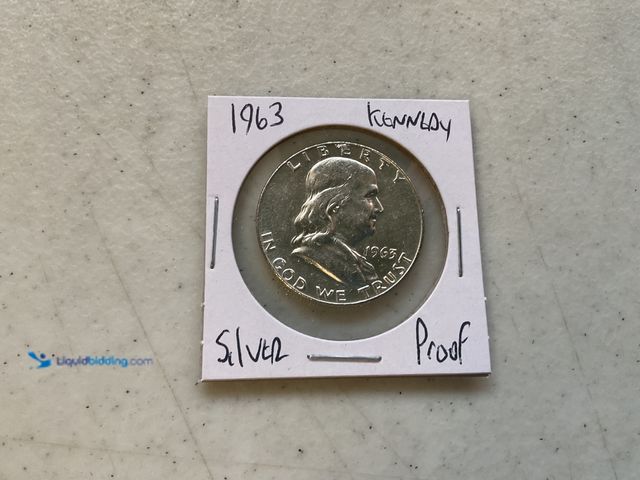 1963 KENNEDY
LIBERTY
1963
IN GOD WE TRUST
SilVER Proof
Liquidbidding.com